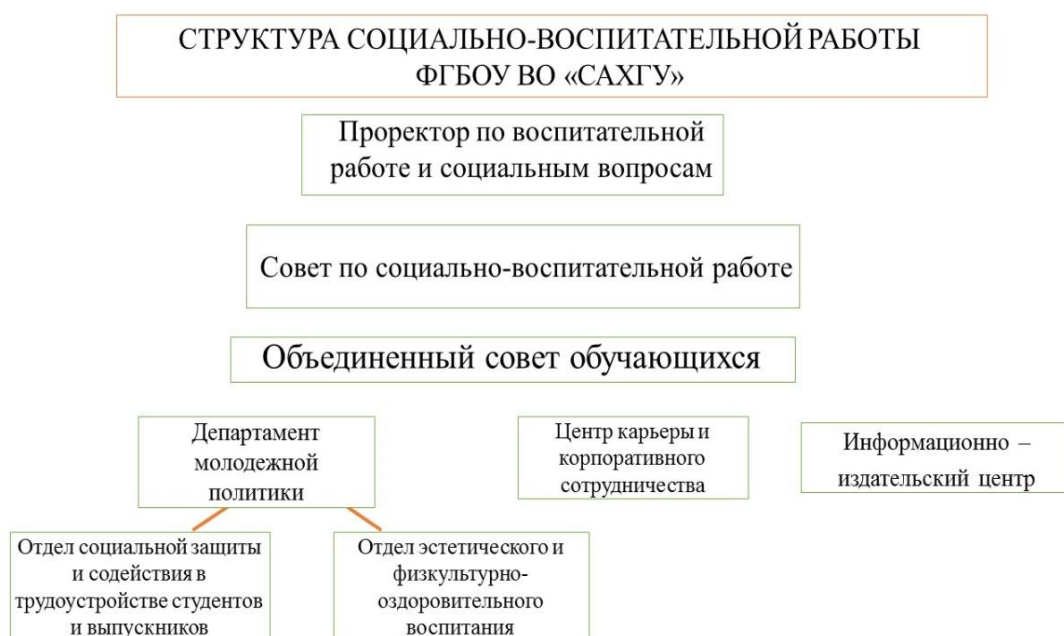 СТРУКТУРА СОЦИАЛЬНО-ВОСПИТАТЕЛЬНОЙ РАБОТЫ
ФГБОУ ВО «САХГУ»
Проректор по воспитательной
работе и социальным вопросам
Совет по социально-воспитательной работе
Объединенный совет обучающихся
Департамент
молодежной
политики
Центр карьеры и
корпоративного
сотрудничества
Информационно –
издательский центр
Отдел социальной защиты
и содействия в
трудоустройстве студентов
и выпускников
Отдел эстетического и
физкультурно-
оздоровительного
воспитания